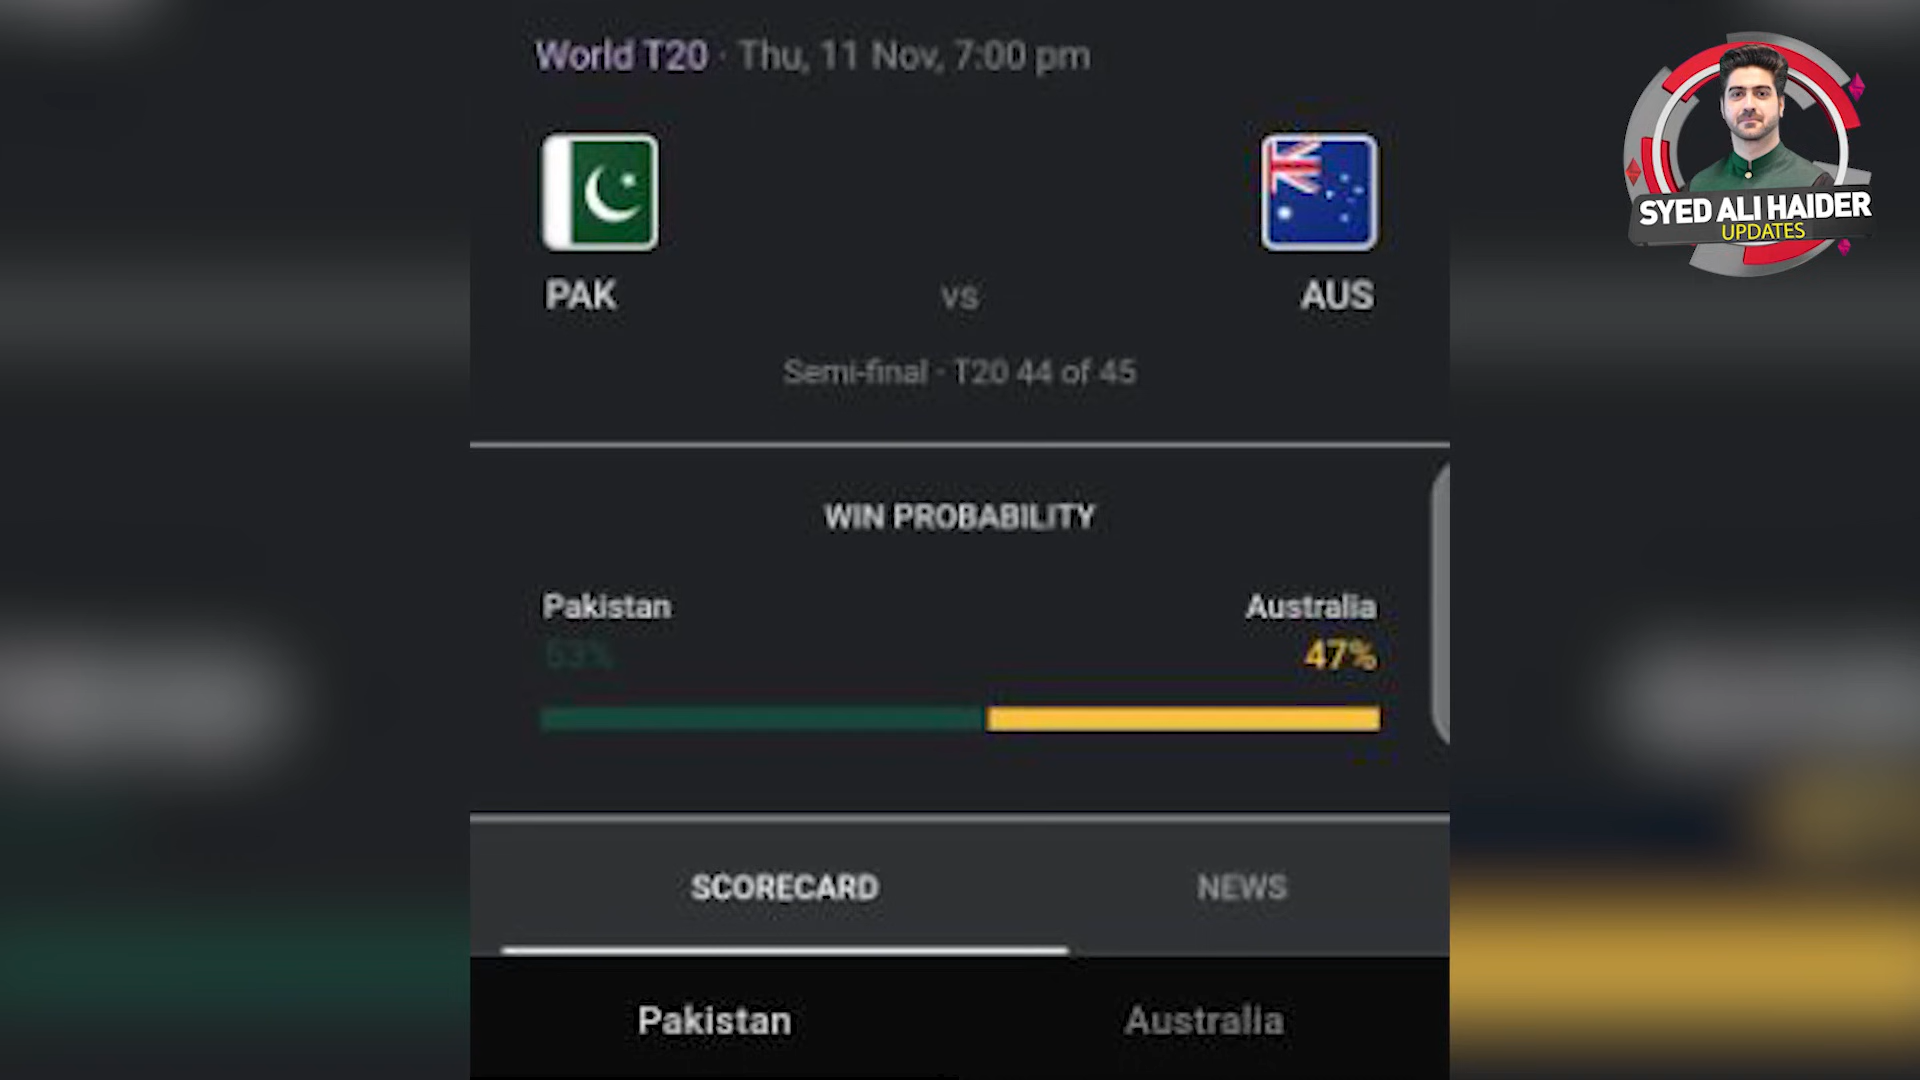 World T20 · Thu, 11 Nov, 7:00 pm
PAK vs AUS
Semi-final · T20 44 of 45
WIN PROBABILITY
Pakistan Australia
53% 47%
SCORECARD NEWS
Pakistan Australia
SYED ALI HAIDER
UPDATES